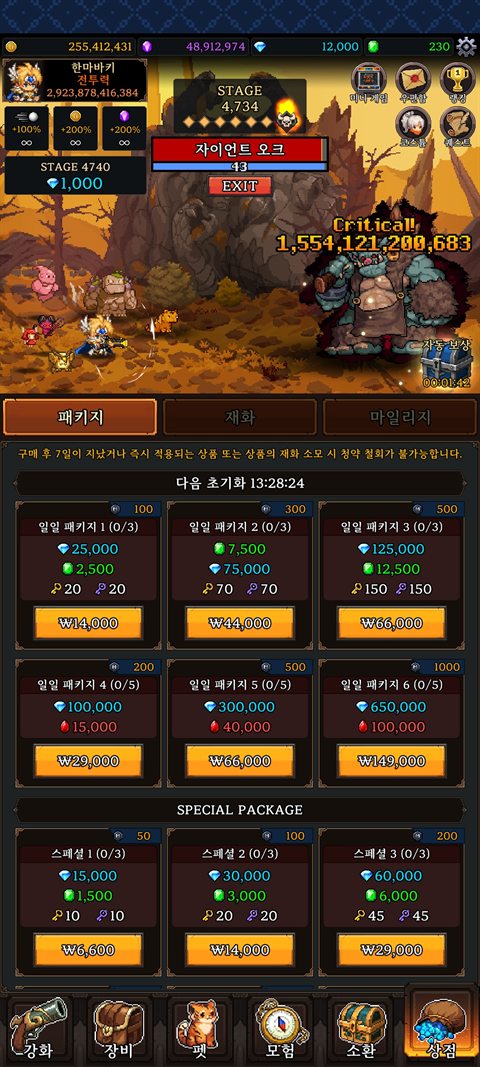 255,412,431 48,912,974 12,000 230
한마바키
전투력
2,923,878,416,384
+100% +200% +200%
∞ ∞ ∞
STAGE
4,734
미니 게임 우편함 랭킹
코스튬 퀘스트
STAGE 4740
1,000
자이언트 오크
43
EXIT
Critical!
1,554,121,200,683
자동 보상
00:01:42
패키지 재화 마일리지
구매 후 7일이 지났거나 즉시 적용되는 상품 또는 상품의 재화 소모 시 청약 철회가 불가능합니다.
다음 초기화 13:28:24
100 300 500
일일 패키지 1 (0/3) 일일 패키지 2 (0/3) 일일 패키지 3 (0/3)
25,000 7,500 125,000
2,500 75,000 12,500
20 20 70 70 150 150
₩14,000 ₩44,000 ₩66,000
200 500 1000
일일 패키지 4 (0/5) 일일 패키지 5 (0/5) 일일 패키지 6 (0/5)
100,000 300,000 650,000
15,000 40,000 100,000
₩29,000 ₩66,000 ₩149,000
SPECIAL PACKAGE
50 100 200
스페셜 1 (0/3) 스페셜 2 (0/3) 스페셜 3 (0/3)
15,000 30,000 60,000
1,500 3,000 6,000
10 10 20 20 45 45
₩6,600 ₩14,000 ₩29,000
강화 장비 펫 모험 소환 상점